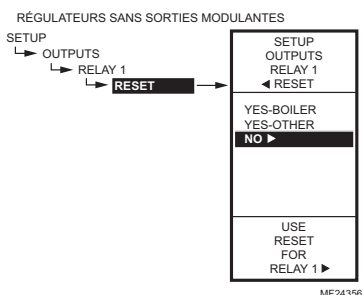 RÉGULATEURS SANS SORTIES MODULANTES
SETUP
OUTPUTS
RELAY 1
RESET
SETUP
OUTPUTS
RELAY 1
◄ RESET
YES-BOILER
YES-OTHER
NO ►
USE
RESET
FOR
RELAY 1 ►
MF24356